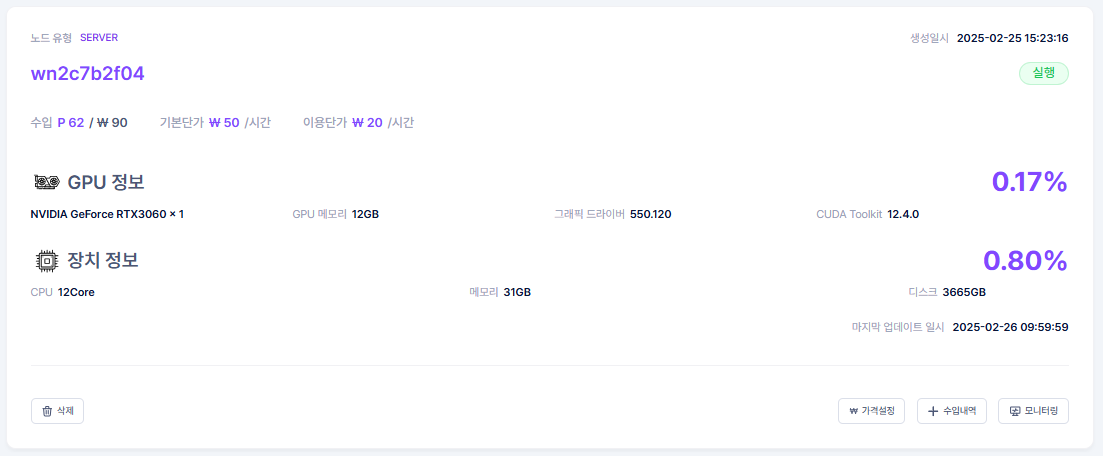 노드 유형 SERVER 생성일시 2025-02-25 15:23:16
wn2c7b2f04 실행
수입 P 62 / ₩ 90 기본단가 ₩ 50 /시간 이용단가 ₩ 20 /시간
GPU 정보 0.17%
NVIDIA GeForce RTX3060 × 1 GPU 메모리 12GB 그래픽 드라이버 550.120 CUDA Toolkit 12.4.0
장치 정보 0.80%
CPU 12Core 메모리 31GB 디스크 3665GB
마지막 업데이트 일시 2025-02-26 09:59:59
삭제 ₩ 가격설정 수입내역 모니터링